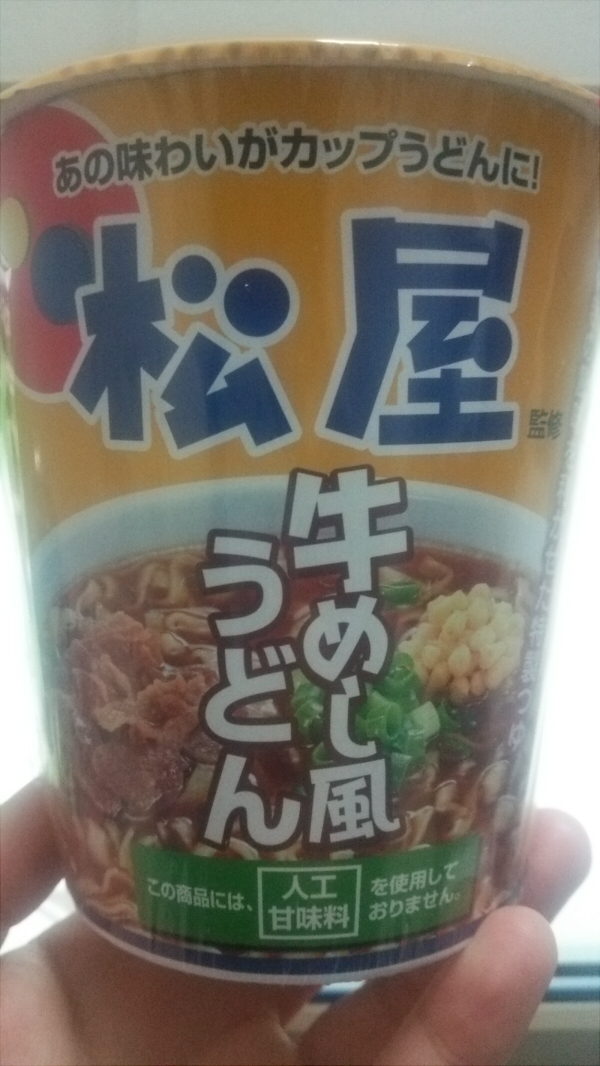 あの味わいがカップうどんに!
松屋
監修
牛めし風
うどん
この商品には、
人工
甘味料
を使用して
おりません。